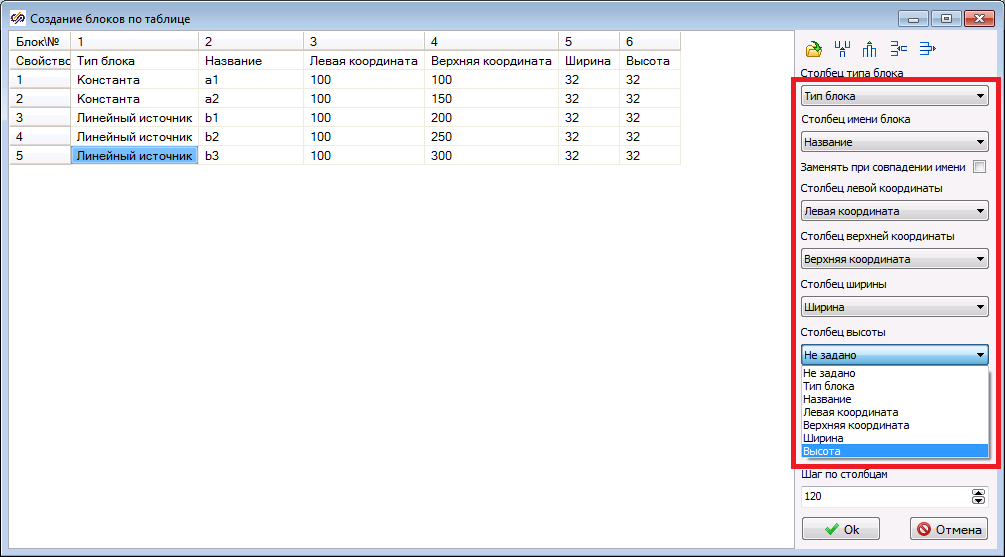 Создание блоков по таблице
Блок\№ 1 2 3 4 5 6
Свойство Тип блока Название Левая координата Верхняя координата Ширина Высота
1 Константа a1 100 100 32 32
2 Константа a2 100 150 32 32
3 Линейный источник b1 100 200 32 32
4 Линейный источник b2 100 250 32 32
5 Линейный источник b3 100 300 32 32
Столбец типа блока
Тип блока
Столбец имени блока
Название
Заменять при совпадении имени
Столбец левой координаты
Левая координата
Столбец верхней координаты
Верхняя координата
Столбец ширины
Ширина
Столбец высоты
Не задано
Не задано
Тип блока
Название
Левая координата
Верхняя координата
Ширина
Высота
Шаг по столбцам
120
Ok Отмена